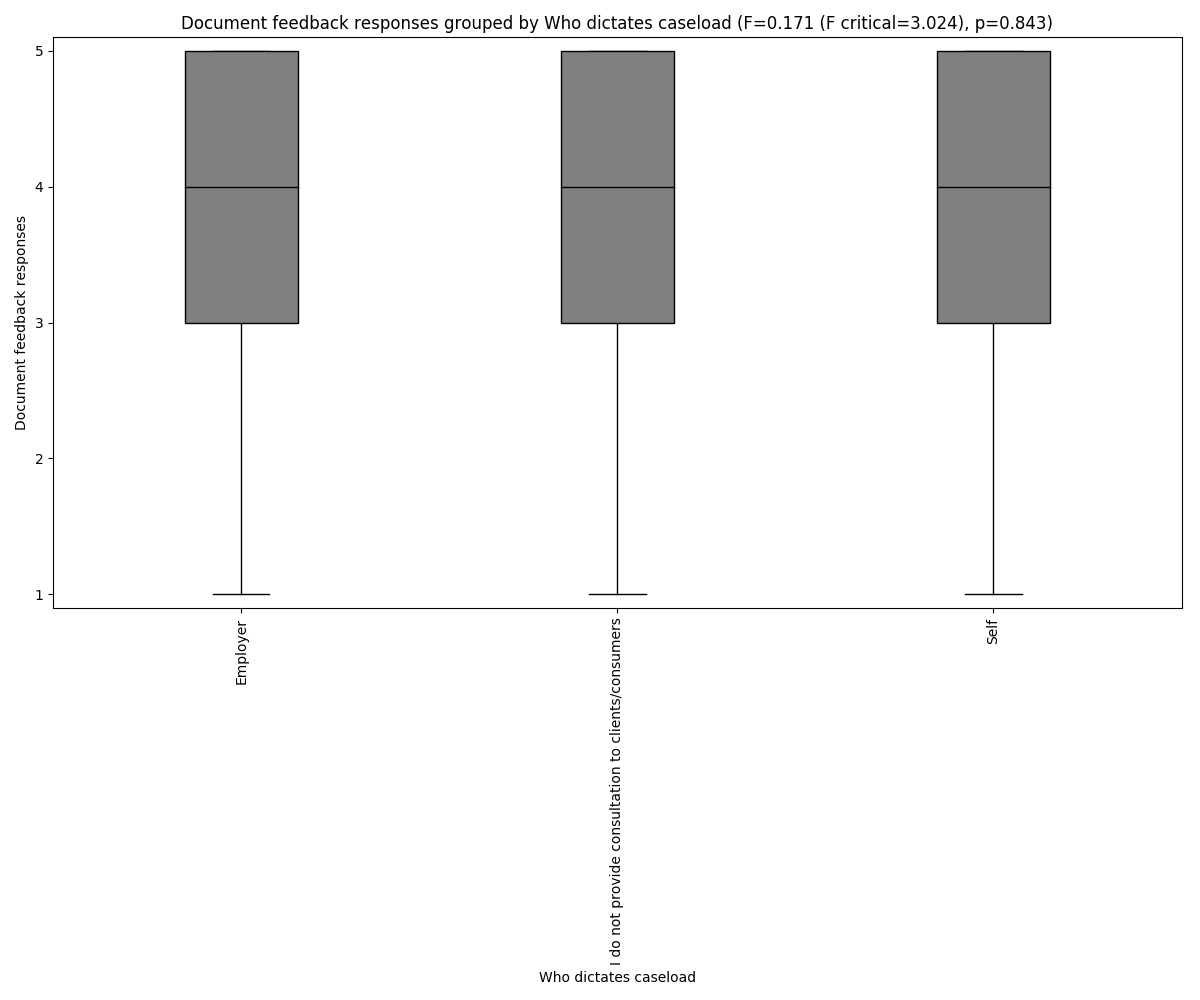 Document feedback responses grouped by Who dictates caseload (F=0.171 (F critical=3.024), p=0.843)
5
4
3
2
1
Document feedback responses
Employer
I do not provide consultation to clients/consumers
Self
Who dictates caseload